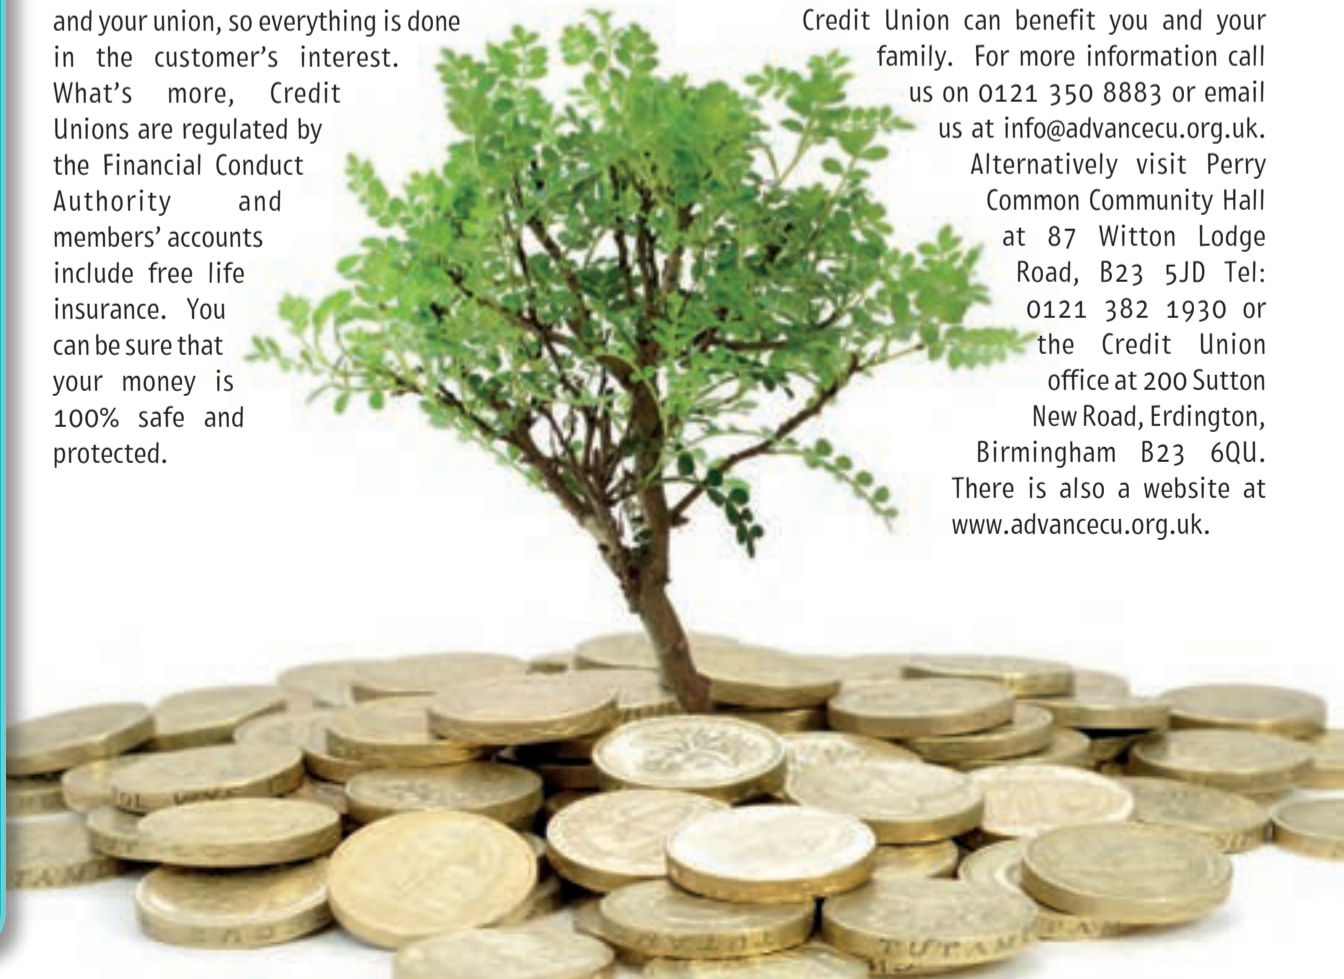 and your union, so everything is done
in the customer's interest.
What's more, Credit
Unions are regulated by
the Financial Conduct
Authority and
members' accounts
include free life
insurance. You
can be sure that
your money is
100% safe and
protected.
Credit Union can benefit you and your
family. For more information call
us on 0121 350 8883 or email
us at info@advancecu.org.uk.
Alternatively visit Perry
Common Community Hall
at 87 Witton Lodge
Road, B23 5JD Tel:
0121 382 1930 or
the Credit Union
office at 200 Sutton
New Road, Erdington,
Birmingham B23 6QU.
There is also a website at
www.advancecu.org.uk.